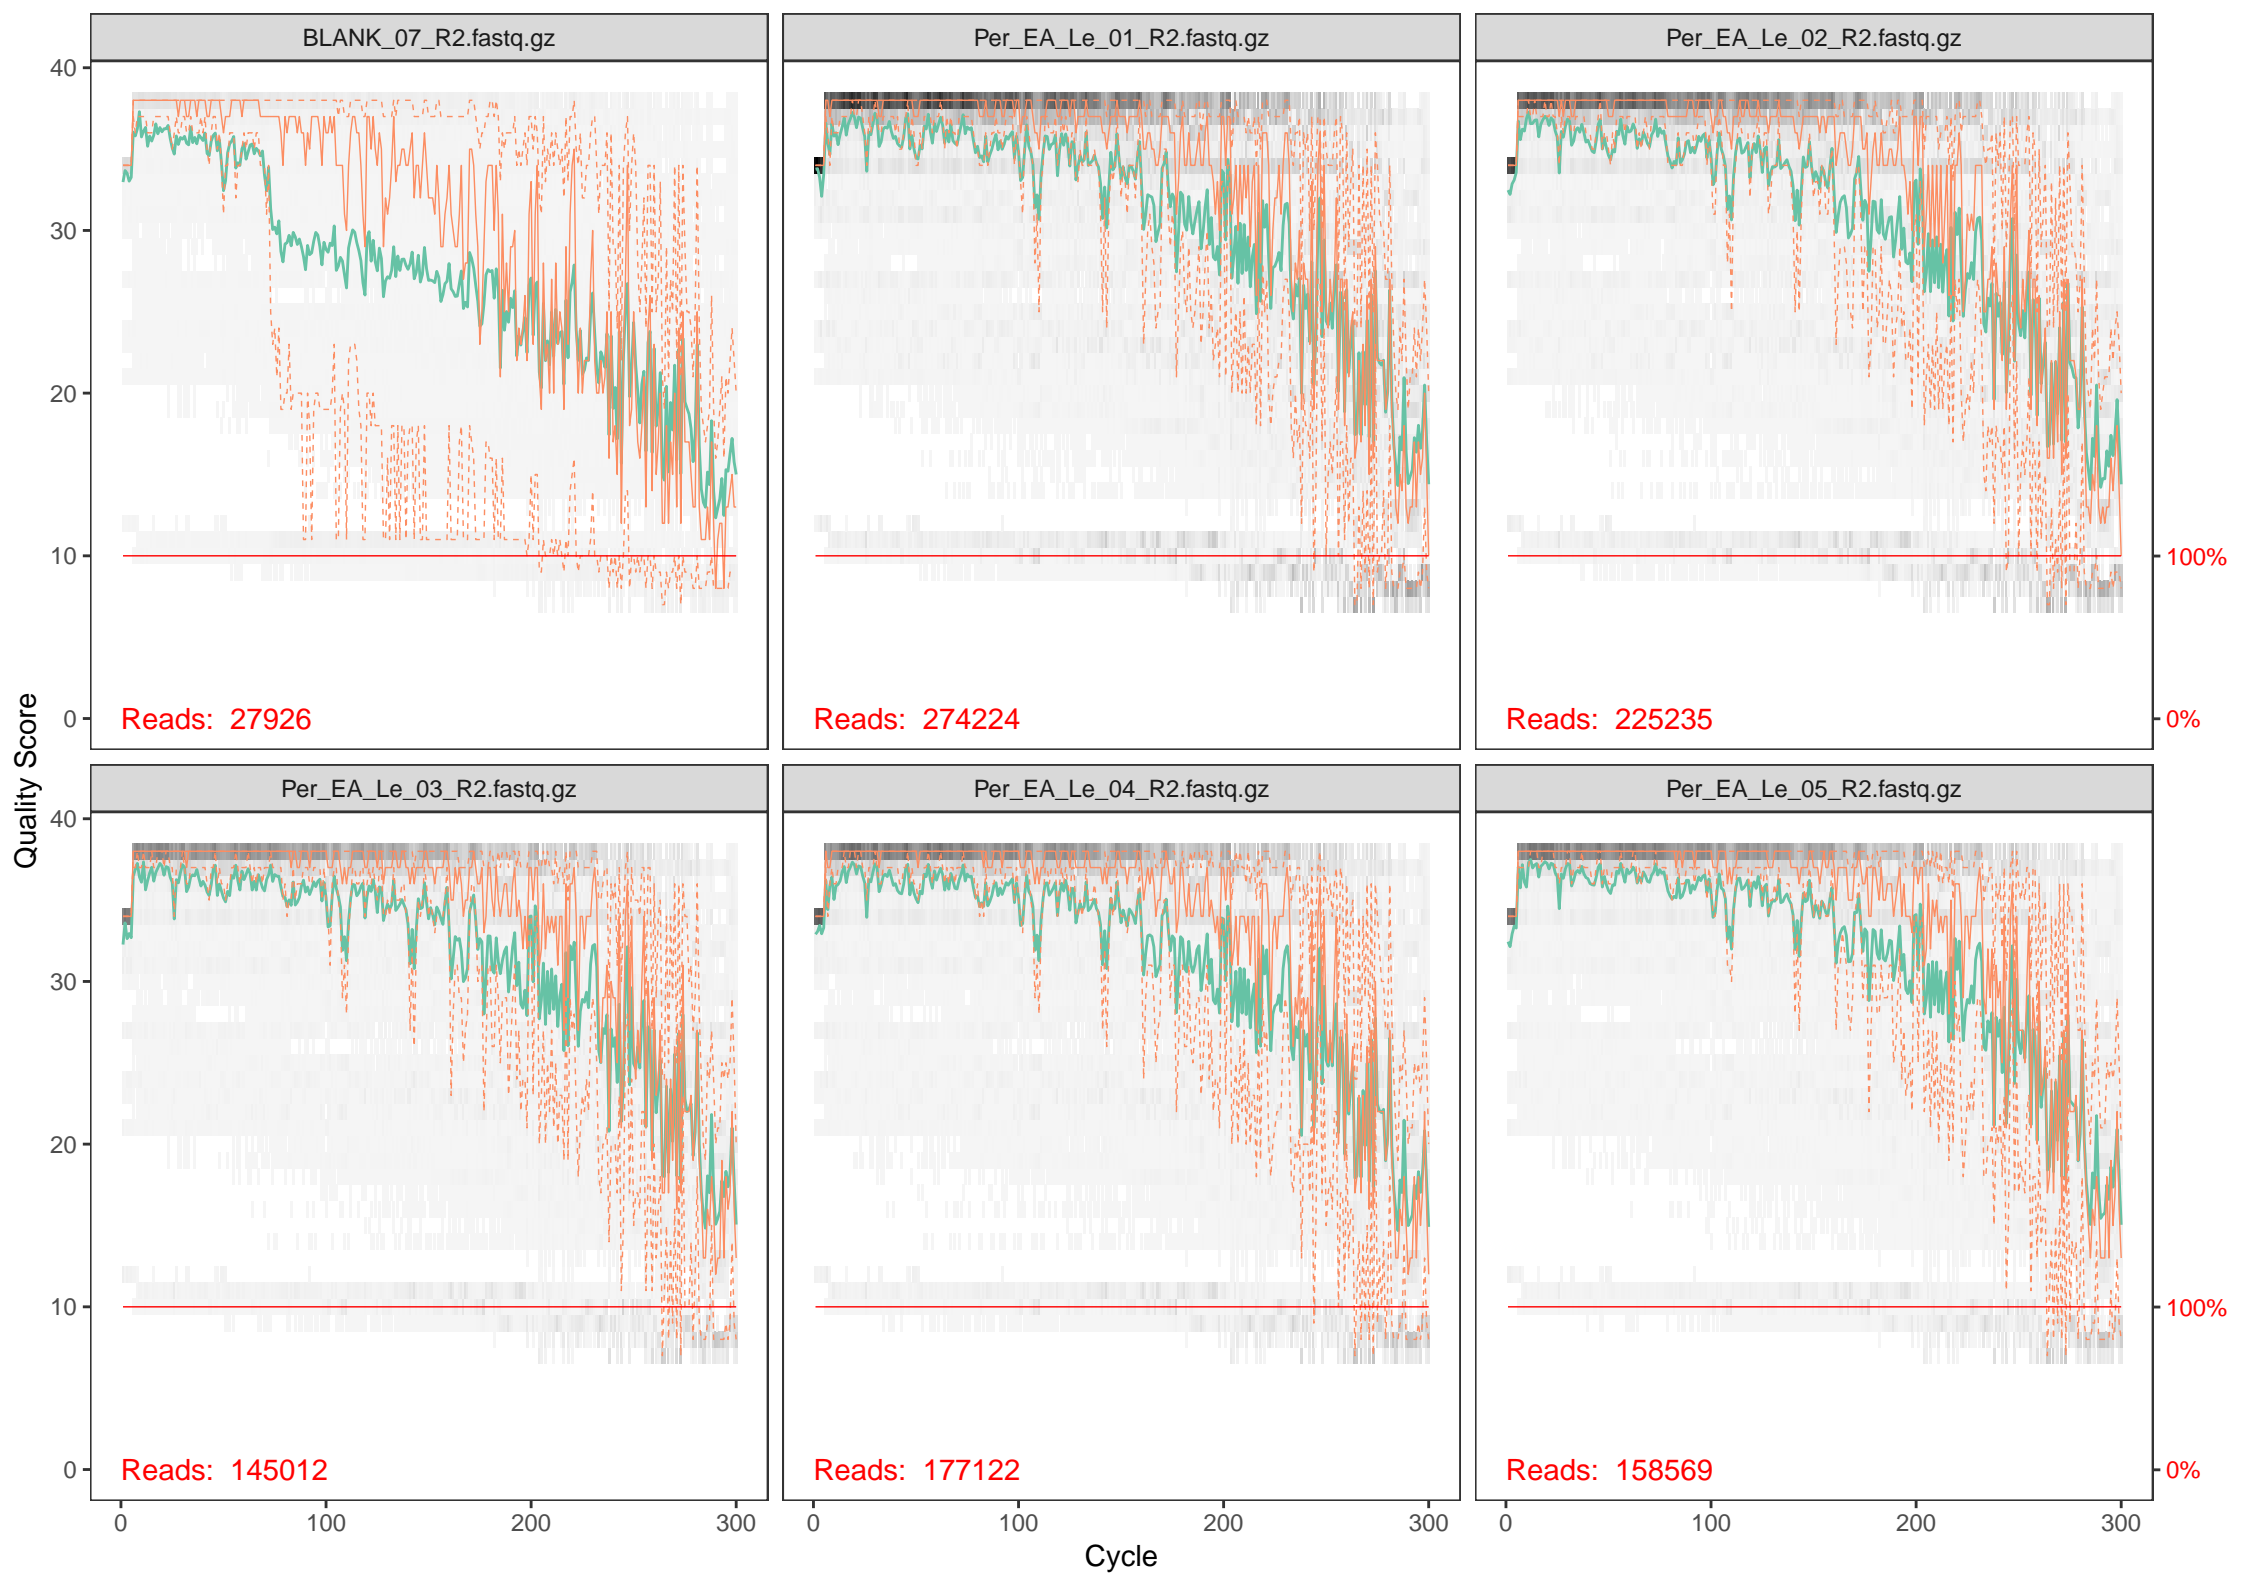 BLANK_07_R2.fastq.gz
Per_EA_Le_01_R2.fastq.gz
Per_EA_Le_02_R2.fastq.gz
40
30
20
10
0
Reads: 27926
Reads: 274224
Reads: 225235
100%
0%
Quality Score
Per_EA_Le_03_R2.fastq.gz
Per_EA_Le_04_R2.fastq.gz
Per_EA_Le_05_R2.fastq.gz
40
30
20
10
0
Reads: 145012
Reads: 177122
Reads: 158569
100%
0%
0 100 200 300
0 100 200 300
0 100 200 300
Cycle